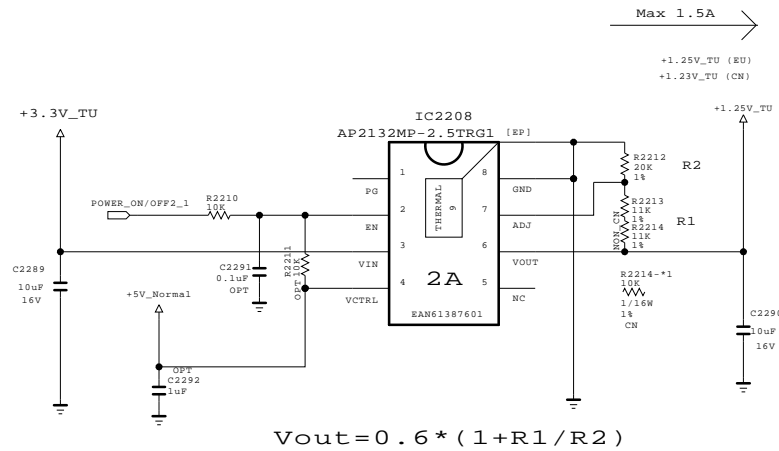 Max 1.5A
+1.25V_TU (EU)
+1.23V_TU (CN)
+3.3V_TU
+1.25V_TU
IC2208
AP2132MP-2.5TRG1
[EP]
R2212
20K
1%
R2
1
8
PG
GND
THERMAL
9
POWER_ON/OFF2_1
R2210
10K
R2213
11K
1%
R1
2
7
EN
ADJ
R2214
11K
1%
NON_CN
3
6
VIN
VOUT
C2289
10uF
16V
C2291
0.1uF
OPT
R2211
10K
OPT
2A
R2214-*1
10K
1/16W
1%
CN
+5V_Normal
4
5
VCTRL
NC
EAN61387601
C2290
10uF
16V
OPT
C2292
1uF
Vout=0.6*(1+R1/R2)